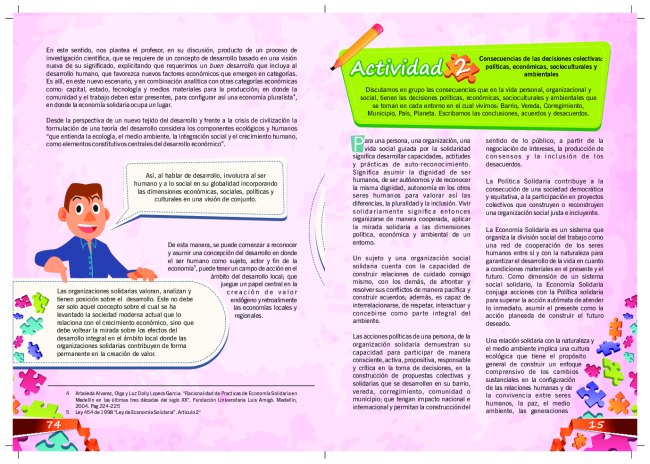 En este sentido, nos plantea el profesor, en su discusión, producto de un proceso de
investigación científica, que se requiere de un concepto de desarrollo basado en una visión
nueva de su significado, explicitando que requerimos un buen desarrollo que incluya al
desarrollo humano, que favorezca nuevos factores económicos que emergen en categorías.
Es allí, en este nuevo escenario, y en combinación analítica con otras categorías económicas
como: capital, estado, tecnología y medios materiales para la producción; en donde la
comunidad y el trabajo deben estar presentes, para configurar así una economía pluralista⁴,
en donde la economía solidaria ocupa un lugar.
Desde la perspectiva de un nuevo tejido del desarrollo y frente a la crisis de civilización la
formulación de una teoría del desarrollo considera los componentes ecológicos y humanos
“que entienda la ecología, el medio ambiente, la integración social y el crecimiento humano,
como elementos constitutivos centrales del desarrollo económico”.
Así, al hablar de desarrollo, involucra al ser
humano y a lo social en su globalidad incorporando
las dimensiones económicas, sociales, políticas y
culturales en una visión de conjunto.
De esta manera, se puede comenzar a reconocer
y asumir una concepción del desarrollo en donde
el ser humano como sujeto, actor y fin de la
economía⁵, puede tener un campo de acción en el
ámbito del desarrollo local; que
juegue un papel central en la
creación de valor
endógeno y retroalimente
las economías locales y
regionales.
Las organizaciones solidarias valoren, analizan y
tienen posición sobre el desarrollo. Este no debe
ser solo aquel concepto sobre el cual se ha
levantado la sociedad moderna actual que lo
relaciona con el crecimiento económico, sino que
debe voltear la mirada sobre los efectos del
desarrollo integral en el ámbito local donde las
organizaciones solidarias contribuyen de forma
permanente en la creación de valor.
4 Arboleda Álvarez, Olga y Luz Dolly Lopera García. “Racionalidad de Practicas de Economía Solidaria en
Medellín en las últimas tres décadas del siglo XX”. Fundación Universitaria Luis Amigó. Medellín,
2004. Pag 224-225
5 Ley 454 de 1998 “Ley de Economía Solidaria”. Artículo 2°
74
Actividad 2
Consecuencias de las decisiones colectivas:
políticas, económicas, socioculturales y
ambientales
Discutamos en grupo las consecuencias que en la vida personal, organizacional y
social, tienen las decisiones políticas, económicas, socioculturales y ambientales que
se toman en cada entorno en el cual vivimos: Barrio, Vereda, Corregimiento,
Municipio, País, Planeta. Escribamos las conclusiones, acuerdos y desacuerdos.
Para una persona, una organización, una
vida social guiada por la solidaridad
significa desarrollar capacidades, actitudes
y prácticas de auto-reconocimiento.
Significa asumir la dignidad de ser
humanos, de ser autónomos y de reconocer
la misma dignidad, autonomía en los otros
seres humanos para valorar así las
diferencias, la pluralidad y la inclusión. Vivir
solidariamente significa entonces
organizarse de manera cooperada, aplicar
la mirada solidaria a las dimensiones
política, económica y ambiental de un
entorno.
Un sujeto y una organización social
solidaria cuenta con la capacidad de
construir relaciones de cuidado consigo
mismo, con los demás, de afrontar y
resolver sus conflictos de manera pacífica y
construir acuerdos; además, es capaz de
interrelacionarse, de respetar, interactuar y
concebirse como parte integral del
ambiente.
Las acciones políticas de una persona, de la
organización solidaria demuestran su
capacidad para participar de manera
consciente, activa, propositiva, responsable
y crítica en la forma de decisiones, en la
construcción de propuestas colectivas y
solidarias que se desarrollen en su barrio,
vereda, corregimiento, comunidad o
municipio; que tengan impacto nacional e
internacional y permitan la construcción del
sentido de lo público, a partir de la
negociación de intereses, la producción de
consensos y la inclusión de los
desacuerdos.
La Política Solidaria contribuye a la
consecución de una sociedad democrática
y equitativa, a la participación en proyectos
colectivos que construyen o reconstruyen
una organización social justa e incluyente.
La Economía Solidaria es un sistema que
organiza la división social del trabajo como
una red de cooperación de los seres
humanos entre sí y con la naturaleza para
garantizar el desarrollo de la vida en cuanto
a condiciones materiales en el presente y el
futuro. Como dimensión de un sistema
social solidario, la Economía Solidaria
conjuga acciones con la Política solidaria
para superar la acción autómata de atender
lo inmediato, asumir el presente como la
acción planeada de construir el futuro
deseado.
Una relación solidaria con la naturaleza y
el medio ambiente implica una cultura
ecológica que tiene el propósito
general de construir un enfoque
comprensivo de los cambios
sustanciales en la configuración
de las relaciones humanas y de
la convivencia entre seres
humanos, la paz, el medio
ambiente, las generaciones
15